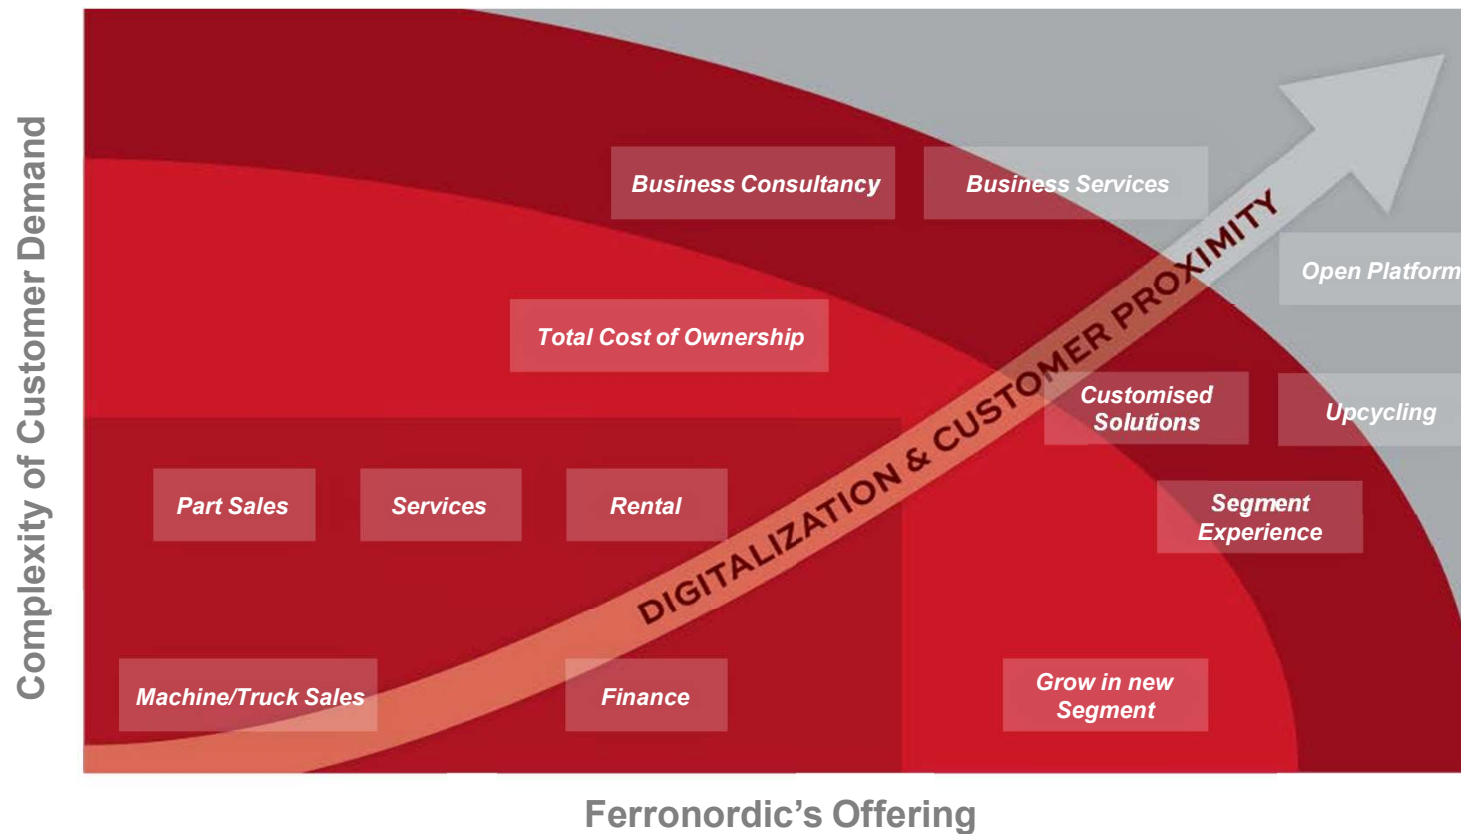 Complexity of Customer Demand
Business Consultancy
Business Services
Open Platform
Total Cost of Ownership
DIGITALIZATION & CUSTOMER PROXIMITY
Customised
Solutions
Upcycling
Part Sales
Services
Rental
Segment
Experience
Machine/Truck Sales
Finance
Grow in new
Segment
Ferronordic’s Offering